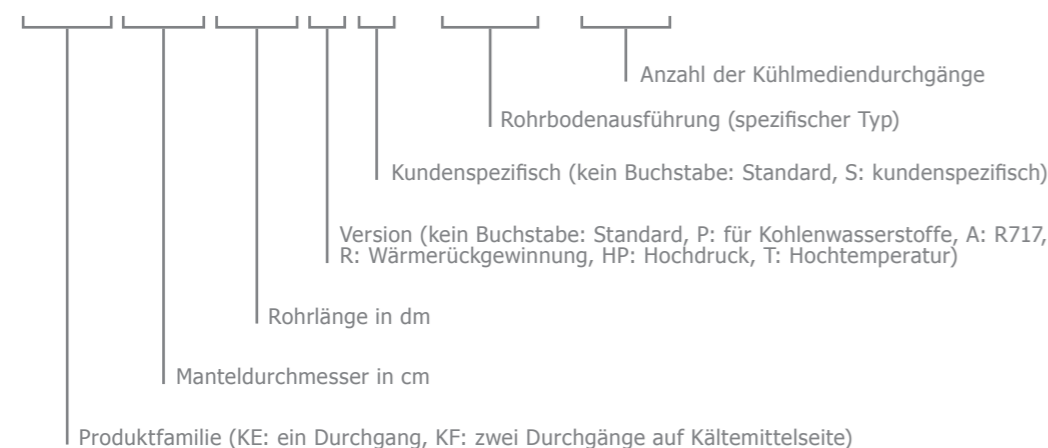 Anzahl der Kühlmediendurchgänge
Rohrbodenausführung (spezifischer Typ)
Kundenspezifisch (kein Buchstabe: Standard, S: kundenspezifisch)
Version (kein Buchstabe: Standard, P: für Kohlenwasserstoffe, A: R717,
R: Wärmerückgewinnung, HP: Hochdruck, T: Hochtemperatur)
Rohrlänge in dm
Manteldurchmesser in cm
Produktfamilie (KE: ein Durchgang, KF: zwei Durchgänge auf Kältemittelseite)